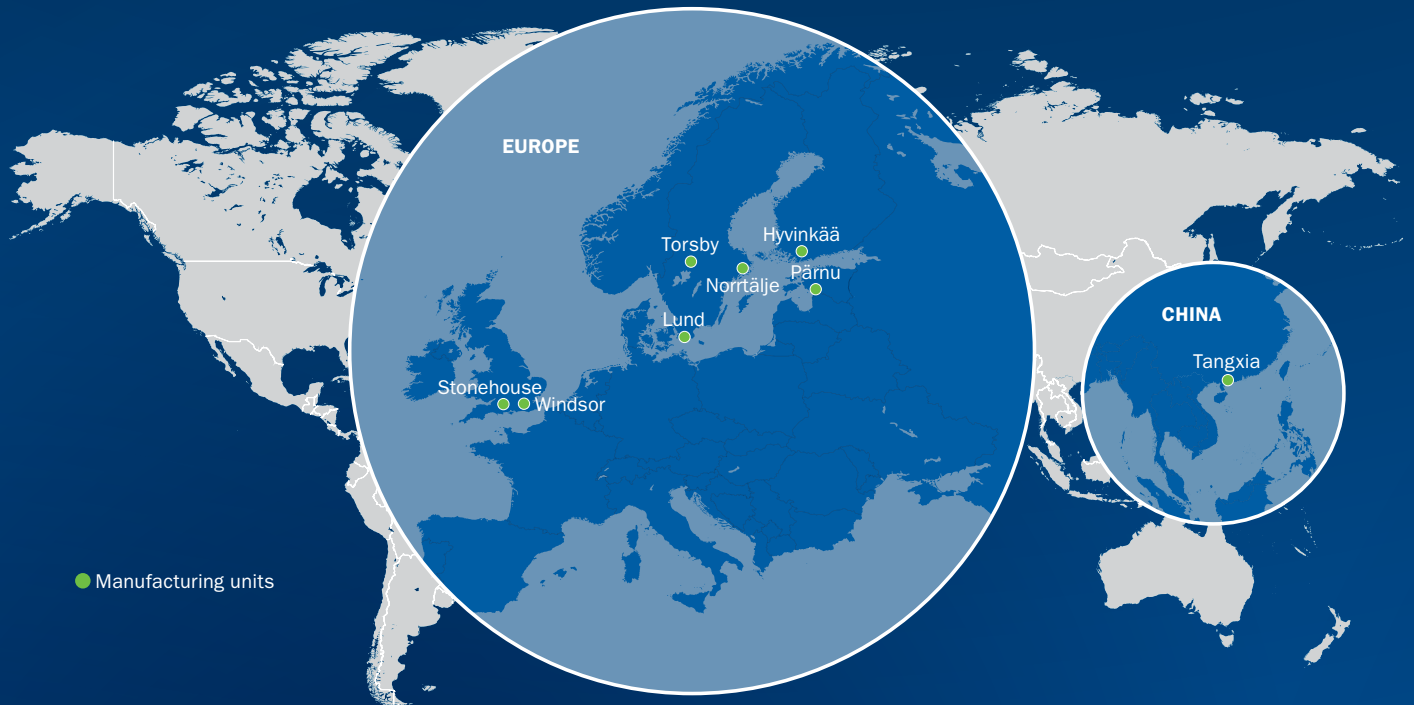 EUROPE
Torsby
Hyvinkää
Norrtälje
Pärnu
Lund
Stonehouse
Windsor
CHINA
Tangxia
Manufacturing units